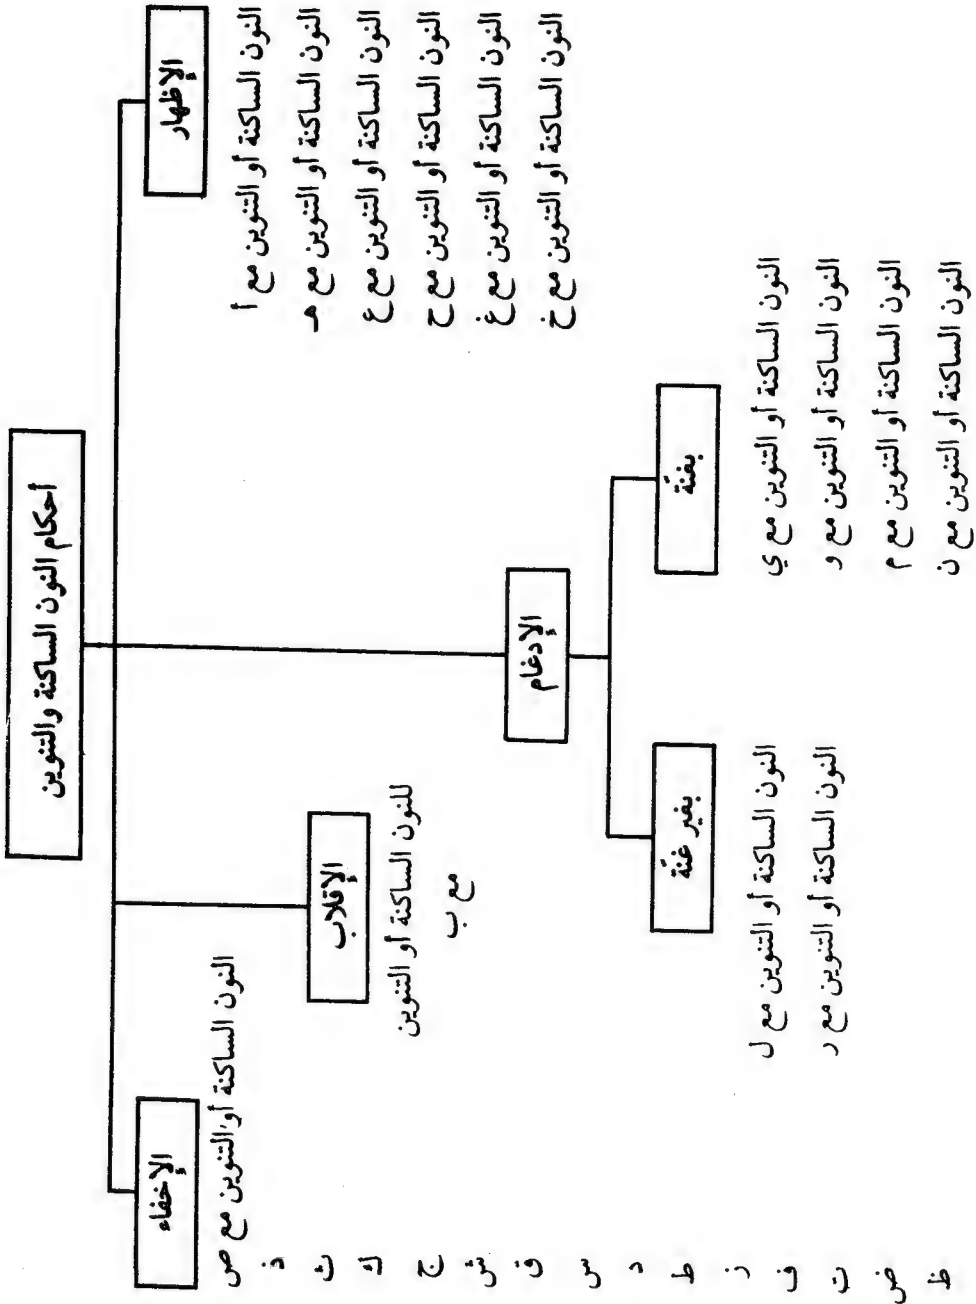 أحكام النون الساكنة والتنوين
الإظهار
النون الساكنة أو التنوين مع أ
النون الساكنة أو التنوين مع هـ
النون الساكنة أو التنوين مع ع
النون الساكنة أو التنوين مع ح
النون الساكنة أو التنوين مع غ
النون الساكنة أو التنوين مع خ
الإدغام
بغنّة
النون الساكنة أو التنوين مع ي
النون الساكنة أو التنوين مع و
النون الساكنة أو التنوين مع م
النون الساكنة أو التنوين مع ن
بغير غنّة
النون الساكنة أو التنوين مع ل
النون الساكنة أو التنوين مع ر
الإقلاب
للنون الساكنة أو التنوين
مع ب
الإخفاء
النون الساكنة أو التنوين مع ص
ذ
ث
ك
ج
ش
ق
س
د
ط
ز
ف
ت
ض
ظ